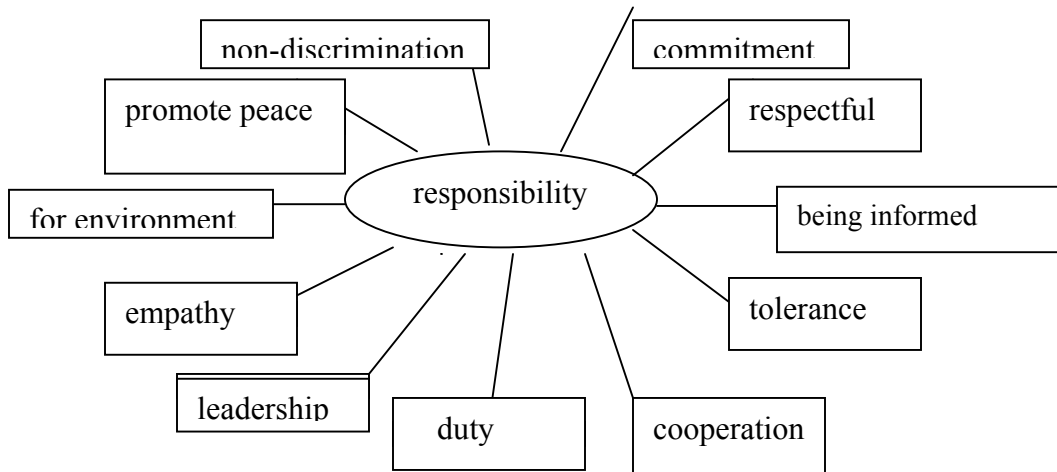 non-discrimination
commitment
promote peace
respectful
responsibility
for environment
being informed
empathy
tolerance
leadership
duty
cooperation